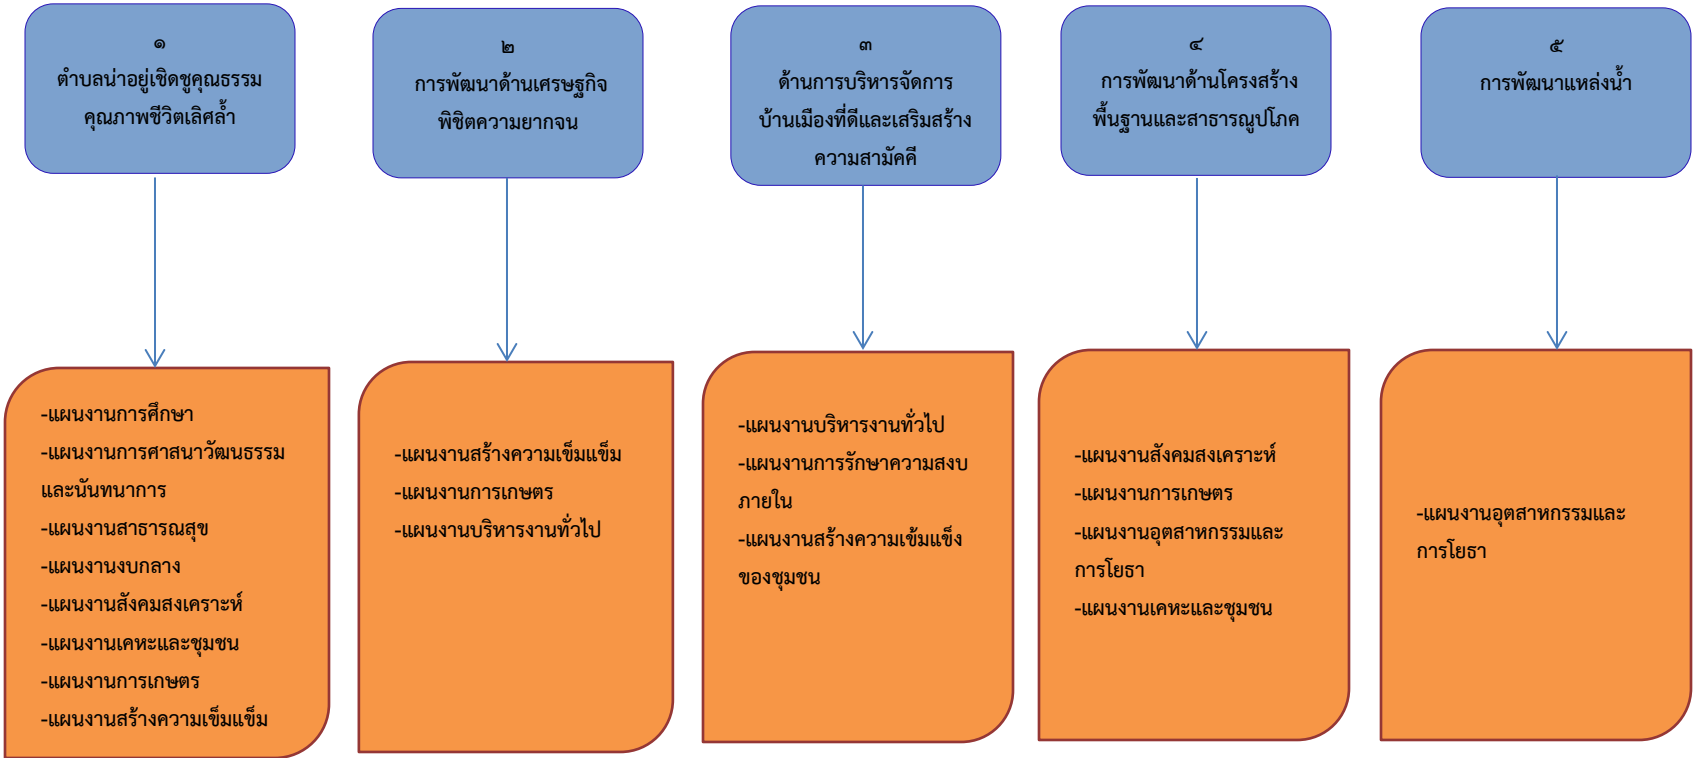 ๑
ตำบลน่าอยู่เชิดชูคุณธรรม
คุณภาพชีวิตเลิศล้ำ
๒
การพัฒนาด้านเศรษฐกิจ
พิชิตความยากจน
๓
ด้านการบริหารจัดการ
บ้านเมืองที่ดีและเสริมสร้าง
ความสามัคคี
๔
การพัฒนาด้านโครงสร้าง
พื้นฐานและสาธารณูปโภค
๕
การพัฒนาแหล่งน้ำ
-แผนงานการศึกษา
-แผนงานการศาสนาวัฒนธรรม
และนันทนาการ
-แผนงานสาธารณสุข
-แผนงานงบกลาง
-แผนงานสังคมสงเคราะห์
-แผนงานเคหะและชุมชน
-แผนงานการเกษตร
-แผนงานสร้างความเข็มแข็ม
-แผนงานสร้างความเข็มแข็ม
-แผนงานการเกษตร
-แผนงานบริหารงานทั่วไป
-แผนงานบริหารงานทั่วไป
-แผนงานการรักษาความสงบ
ภายใน
-แผนงานสร้างความเข้มแข็ง
ของชุมชน
-แผนงานสังคมสงเคราะห์
-แผนงานการเกษตร
-แผนงานอุตสาหกรรมและ
การโยธา
-แผนงานเคหะและชุมชน
-แผนงานอุตสาหกรรมและ
การโยธา